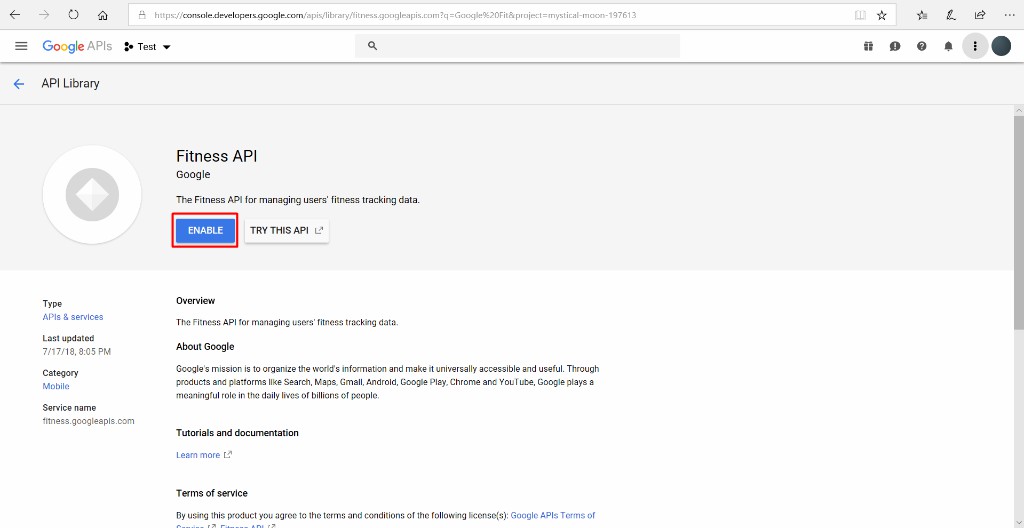 https://console.developers.google.com/apis/library/fitness.googleapis.com?q=Google%20Fit&project=mystical-moon-197613
Google APIs Test
API Library
Fitness API
Google
The Fitness API for managing users' fitness tracking data.
ENABLE TRY THIS API
Type
APIs & services
Last updated
7/17/18, 8:05 PM
Category
Mobile
Service name
fitness.googleapis.com
Overview
The Fitness API for managing users' fitness tracking data.
About Google
Google's mission is to organize the world's information and make it universally accessible and useful. Through
products and platforms like Search, Maps, Gmail, Android, Google Play, Chrome and YouTube, Google plays a
meaningful role in the daily lives of billions of people.
Tutorials and documentation
Learn more
Terms of service
By using this product you agree to the terms and conditions of the following license(s): Google APIs Terms of
Service, Fitness API